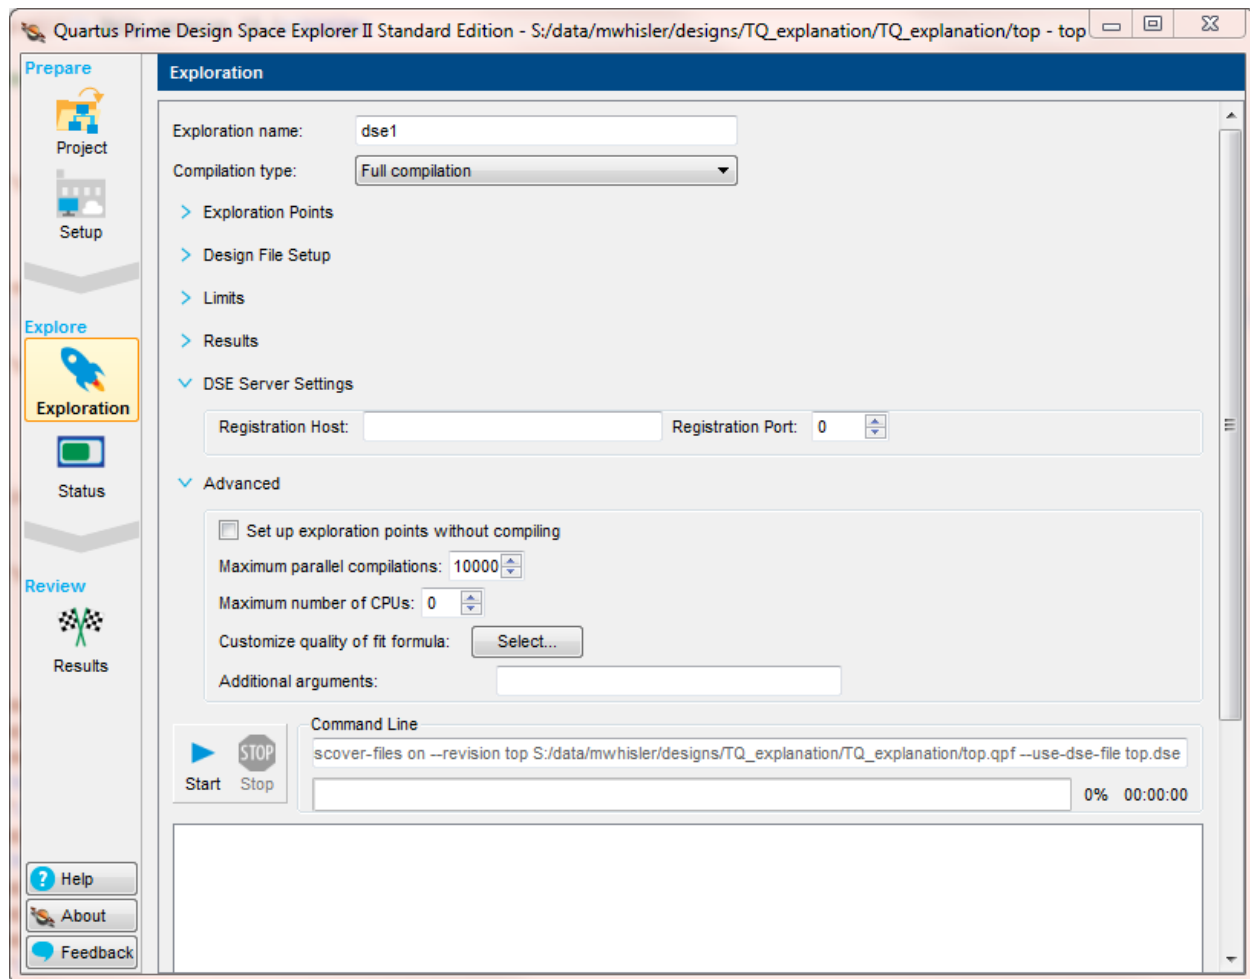 Quartus Prime Design Space Explorer II Standard Edition - S:/data/mwhisler/designs/TQ_explanation/TQ_explanation/top - top
Prepare
Project
Setup
Explore
Exploration
Status
Review
Results
Help
About
Feedback
Exploration
Exploration name: dse1
Compilation type: Full compilation
Exploration Points
Design File Setup
Limits
Results
DSE Server Settings
Registration Host: Registration Port: 0
Advanced
Set up exploration points without compiling
Maximum parallel compilations: 10000
Maximum number of CPUs: 0
Customize quality of fit formula: Select...
Additional arguments:
STOP
Start Stop
Command Line
scover-files on --revision top S:/data/mwhisler/designs/TQ_explanation/TQ_explanation/top.qpf --use-dse-file top.dse
0% 00:00:00